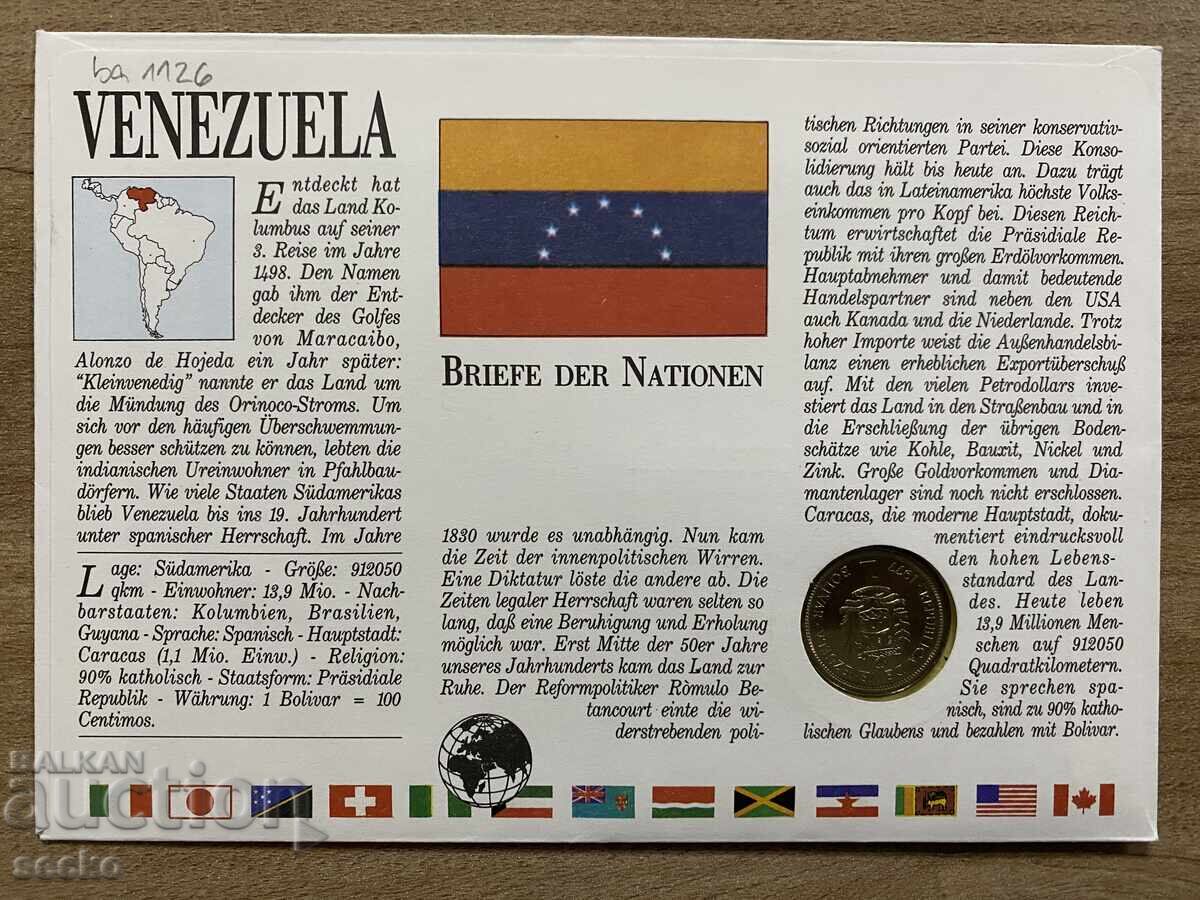 ba 1126
VENEZUELA
Entdeckt hat
das Land Ko-
lumbus auf seiner
3. Reise im Jahre
1498. Den Namen
gab ihm der Ent-
decker des Golfes
von Maracaibo,
Alonzo de Hojeda ein Jahr später:
"Kleinvenedig" nannte er das Land um
die Mündung des Orinoco-Stroms. Um
sich vor den häufigen Überschwemmun-
gen besser schützen zu können, lebten die
indianischen Ureinwohner in Pfahlbau-
dörfern. Wie viele Staaten Südamerikas
blieb Venezuela bis ins 19. Jahrhundert
unter spanischer Herrschaft. Im Jahre
Lage: Südamerika - Größe: 912050
qkm - Einwohner: 13,9 Mio. - Nach-
barstaaten: Kolumbien, Brasilien,
Guyana - Sprache: Spanisch - Hauptstadt:
Caracas (1,1 Mio. Einw.) - Religion:
90% katholisch - Staatsform: Präsidiale
Republik - Währung: 1 Bolivar = 100
Centimos.
BRIEFE DER NATIONEN
1830 wurde es unabhängig. Nun kam
die Zeit der innenpolitischen Wirren.
Eine Diktatur löste die andere ab. Die
Zeiten legaler Herrschaft waren selten so
lang, daß eine Beruhigung und Erholung
möglich war. Erst Mitte der 50er Jahre
unseres Jahrhunderts kam das Land zur
Ruhe. Der Reformpolitiker Ròmulo Be-
tancourt einte die wi-
derstrebenden poli-
tischen Richtungen in seiner konservativ-
sozial orientierten Partei. Diese Konso-
lidierung hält bis heute an. Dazu trägt
auch das in Lateinamerika höchste Volks-
einkommen pro Kopf bei. Diesen Reich-
tum erwirtschaftet die Präsidiale Re-
publik mit ihren großen Erdölvorkommen.
Hauptabnehmer und damit bedeutende
Handelspartner sind neben den USA
auch Kanada und die Niederlande. Trotz
hoher Importe weist die Außenhandelsbi-
lanz einen erheblichen Exportüberschuß
auf. Mit den vielen Petrodollars inve-
stiert das Land in den Straßenbau und in
die Erschließung der übrigen Boden-
schätze wie Kohle, Bauxit, Nickel und
Zink. Große Goldvorkommen und Dia-
mantenlager sind noch nicht erschlossen.
Caracas, die moderne Hauptstadt, doku-
mentiert eindrucksvoll
den hohen Lebens-
standard des Lan-
des. Heute leben
13,9 Millionen Men-
schen auf 912050
Quadratkilometern.
Sie sprechen spa-
nisch, sind zu 90% katho-
lischen Glaubens und bezahlen mit Bolivar.
BALKAN
auction
seeko